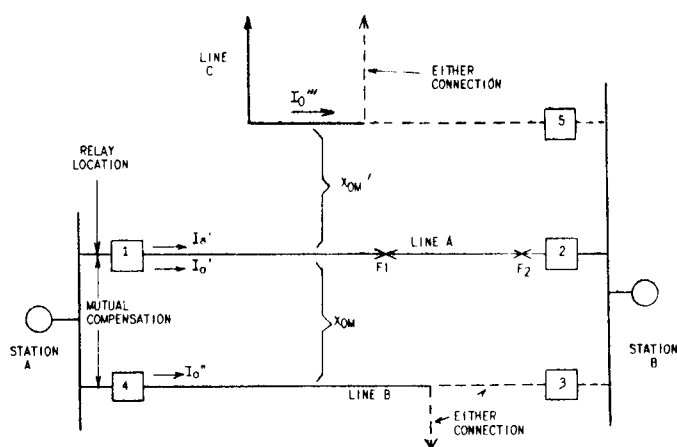 LINE
C
EITHER
CONNECTION
I₀'''
5
RELAY
LOCATION
X₀M'
1
Ia'
I₀'
LINE A
F1
F2
2
MUTUAL
COMPENSATION
X₀M
STATION
A
STATION
B
4
I₀"
LINE B
3
EITHER
CONNECTION